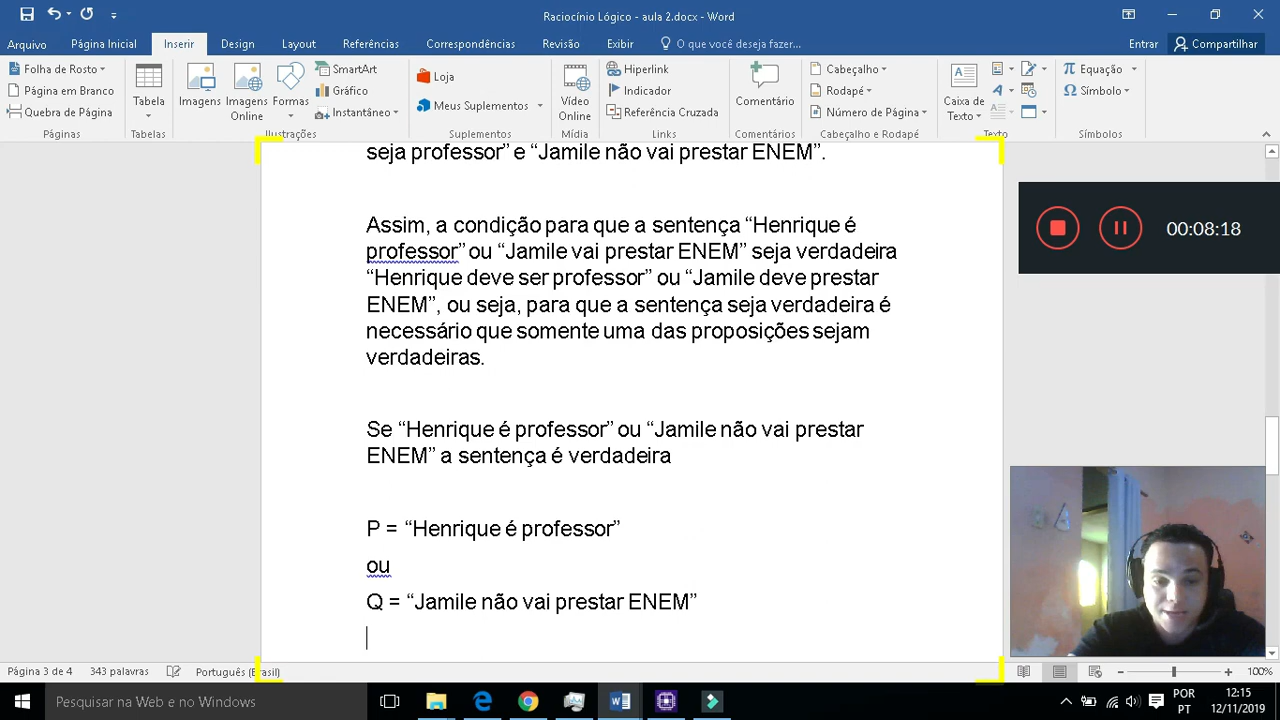 Raciocínio Lógico - aula 2.docx - Word
Arquivo Página Inicial Inserir Design Layout Referências Correspondências Revisão Exibir O que você deseja fazer... Entrar Compartilhar
Folha de Rosto
Página em Branco
Quebra de Página
Páginas
Tabela
Tabelas
Imagens
Imagens Online
Formas
SmartArt
Gráfico
Instantâneo
Ilustrações
Loja
Meus Suplementos
Suplementos
Vídeo Online
Mídia
Hiperlink
Indicador
Referência Cruzada
Links
Comentário
Comentários
Cabeçalho
Rodapé
Número de Página
Cabeçalho e Rodapé
Caixa de Texto
Texto
Equação
Símbolo
Símbolos
seja professor” e “Jamile não vai prestar ENEM”.
Assim, a condição para que a sentença “Henrique é
professor” ou “Jamile vai prestar ENEM” seja verdadeira
“Henrique deve ser professor” ou “Jamile deve prestar
ENEM”, ou seja, para que a sentença seja verdadeira é
necessário que somente uma das proposições sejam
verdadeiras.
Se “Henrique é professor” ou “Jamile não vai prestar
ENEM” a sentença é verdadeira
P = “Henrique é professor”
ou
Q = “Jamile não vai prestar ENEM”
00:08:18
Página 3 de 4 343 palavras Português (Brasil) 100%
Pesquisar na Web e no Windows
POR
PT
12:15
12/11/2019